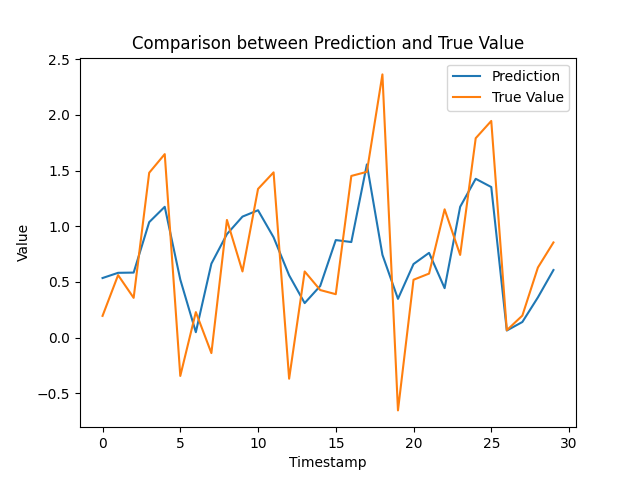 Comparison between Prediction and True Value
Prediction
True Value
2.5
2.0
1.5
1.0
0.5
0.0
−0.5
Value
0 5 10 15 20 25 30
Timestamp